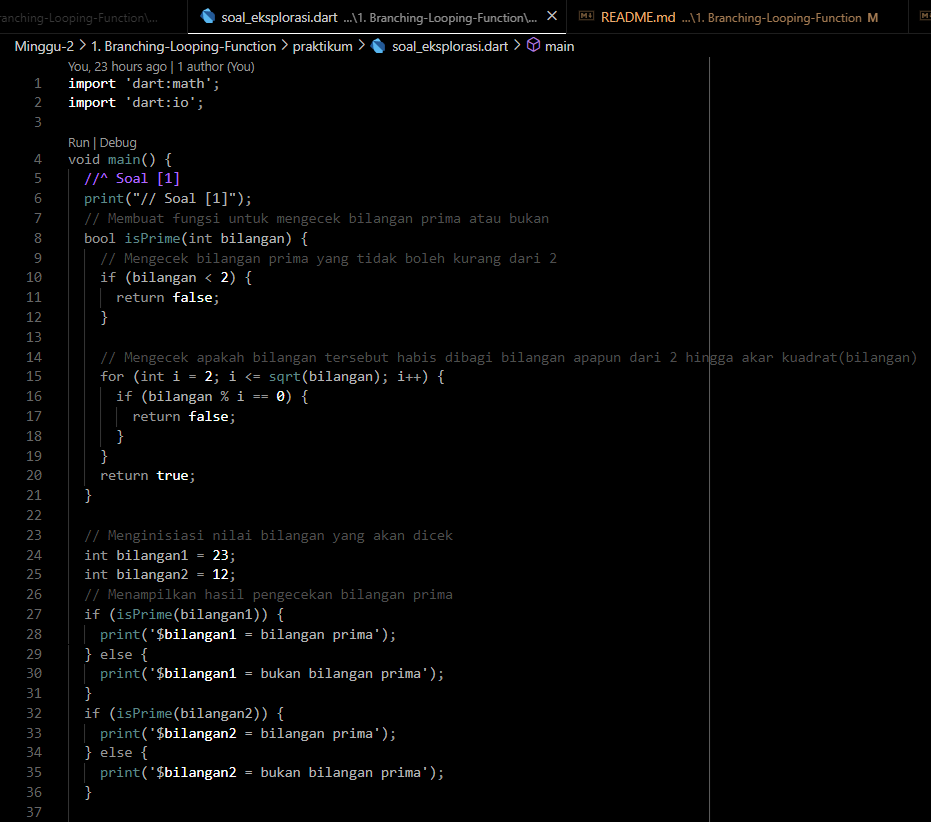 ranching-Looping-Function\... soal_eksplorasi.dart ...\1. Branching-Looping-Function\... README.md ...\1. Branching-Looping-Function M
Minggu-2 > 1. Branching-Looping-Function > praktikum > soal_eksplorasi.dart > main
You, 23 hours ago | 1 author (You)
1 import 'dart:math';
2 import 'dart:io';
3
Run | Debug
4 void main() {
5 //^ Soal [1]
6 print("// Soal [1]");
7 // Membuat fungsi untuk mengecek bilangan prima atau bukan
8 bool isPrime(int bilangan) {
9 // Mengecek bilangan prima yang tidak boleh kurang dari 2
10 if (bilangan < 2) {
11 return false;
12 }
13
14 // Mengecek apakah bilangan tersebut habis dibagi bilangan apapun dari 2 hingga akar kuadrat(bilangan)
15 for (int i = 2; i <= sqrt(bilangan); i++) {
16 if (bilangan % i == 0) {
17 return false;
18 }
19 }
20 return true;
21 }
22
23 // Menginisiasi nilai bilangan yang akan dicek
24 int bilangan1 = 23;
25 int bilangan2 = 12;
26 // Menampilkan hasil pengecekan bilangan prima
27 if (isPrime(bilangan1)) {
28 print('$bilangan1 = bilangan prima');
29 } else {
30 print('$bilangan1 = bukan bilangan prima');
31 }
32 if (isPrime(bilangan2)) {
33 print('$bilangan2 = bilangan prima');
34 } else {
35 print('$bilangan2 = bukan bilangan prima');
36 }
37